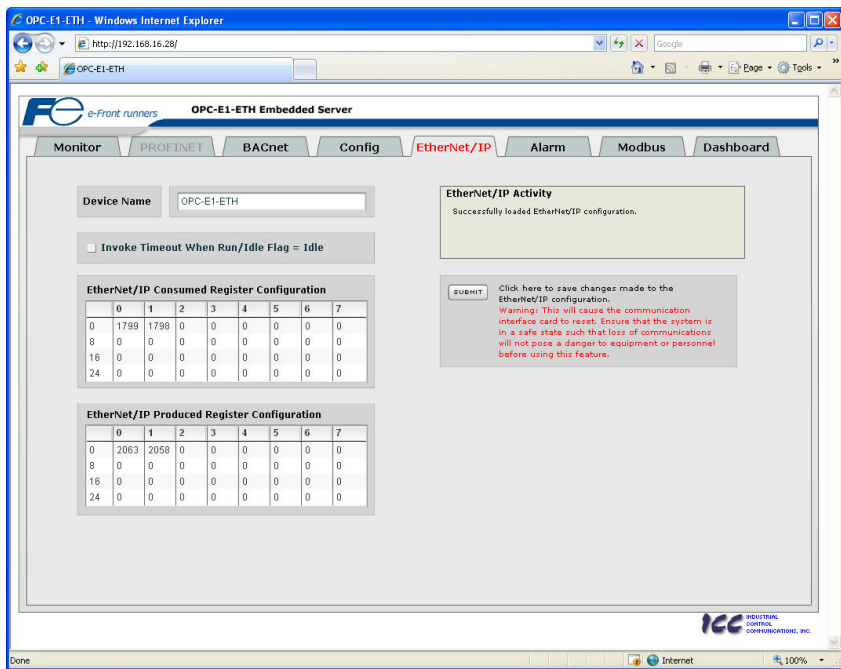 OPC-E1-ETH - Windows Internet Explorer
http://192.168.16.28/
Google
OPC-E1-ETH
Page Tools »
Fe e-Front runners OPC-E1-ETH Embedded Server
Monitor PROFINET BACnet Config EtherNet/IP Alarm Modbus Dashboard
Device Name OPC-E1-ETH
Invoke Timeout When Run/Idle Flag = Idle
EtherNet/IP Consumed Register Configuration
0 1 2 3 4 5 6 7
0 1799 1798 0 0 0 0 0 0
8 0 0 0 0 0 0 0 0
16 0 0 0 0 0 0 0 0
24 0 0 0 0 0 0 0 0
EtherNet/IP Produced Register Configuration
0 1 2 3 4 5 6 7
0 2063 2058 0 0 0 0 0 0
8 0 0 0 0 0 0 0 0
16 0 0 0 0 0 0 0 0
24 0 0 0 0 0 0 0 0
EtherNet/IP Activity
Successfully loaded EtherNet/IP configuration.
SUBMIT
Click here to save changes made to the
EtherNet/IP configuration.
Warning: This will cause the communication
interface card to reset. Ensure that the system is
in a safe state such that loss of communications
will not pose a danger to equipment or personnel
before using this feature.
ICC INDUSTRIAL
CONTROL
COMMUNICATIONS, INC.
Done Internet 100%